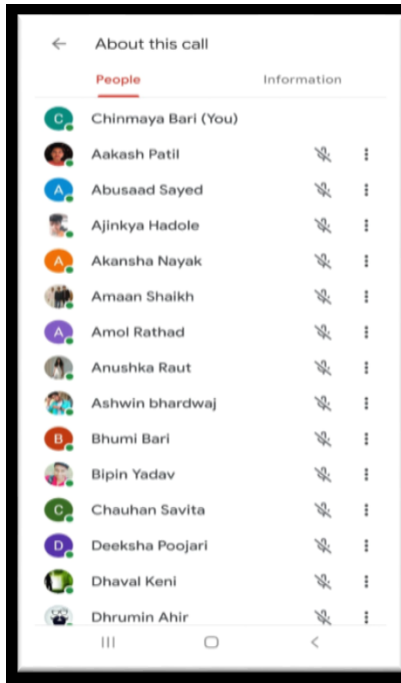 About this call
People Information
C Chinmaya Bari (You)
Aakash Patil
A Abusaad Sayed
Ajinkya Hadole
A Akansha Nayak
Amaan Shaikh
A Amol Rathad
Anushka Raut
Ashwin bhardwaj
B Bhumi Bari
Bipin Yadav
C Chauhan Savita
D Deeksha Poojari
Dhaval Keni
Dhrumin Ahir